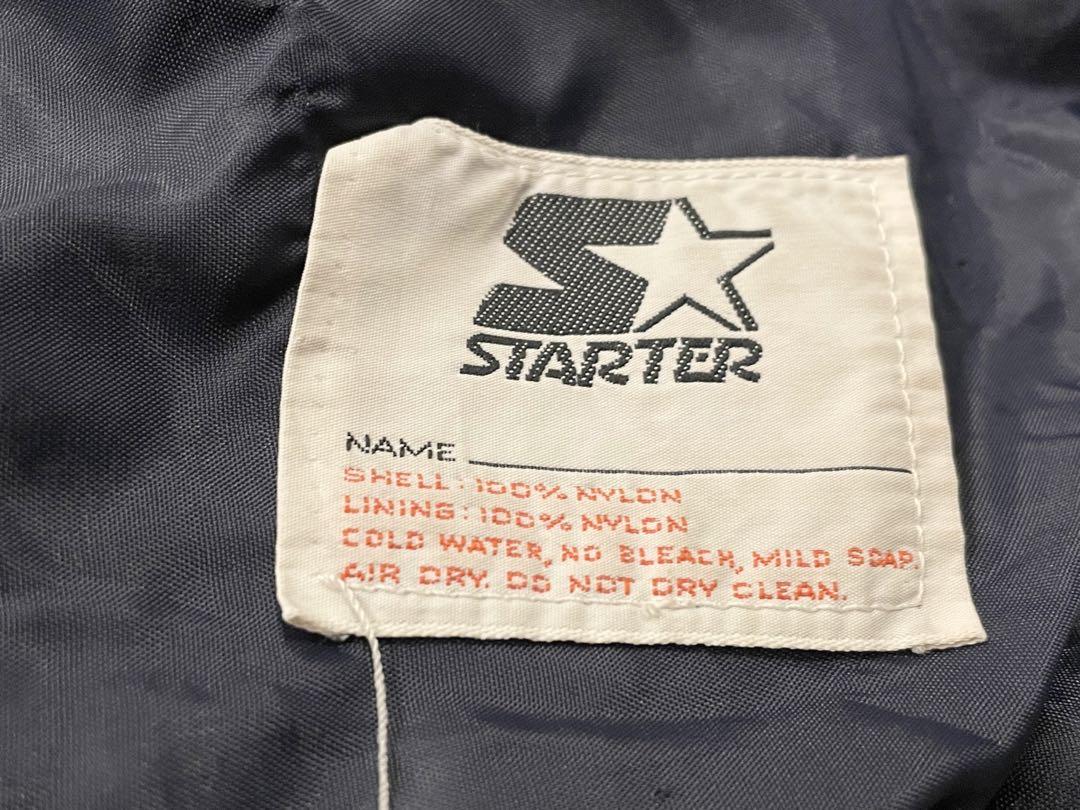 STARTER
NAME
SHELL: 100% NYLON
LINING: 100% NYLON
COLD WATER, NO BLEACH, MILD SOAP.
AIR DRY. DO NOT DRY CLEAN.